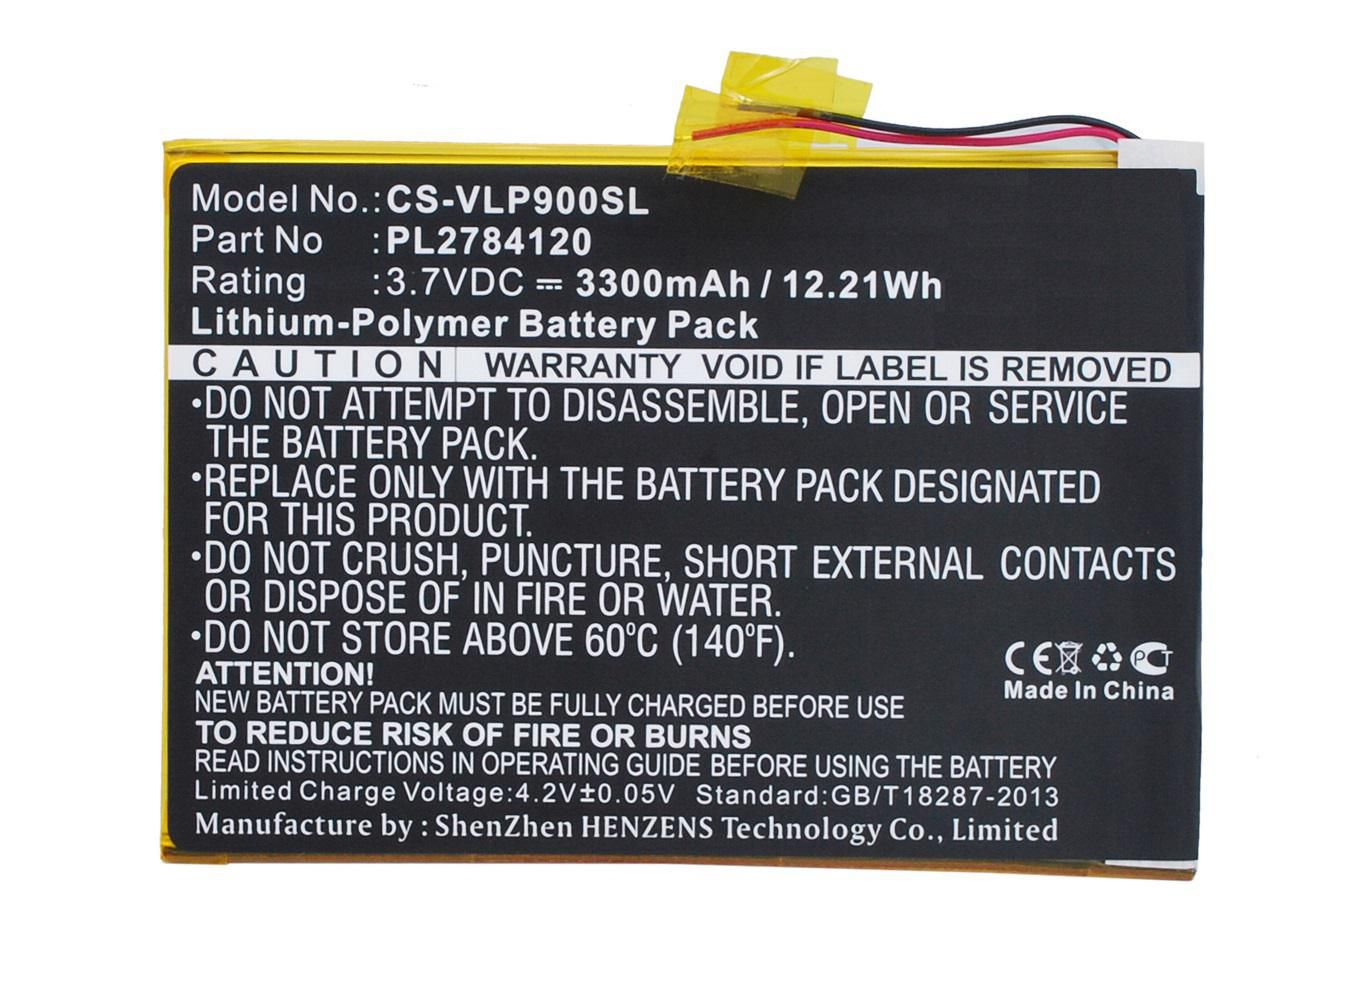 Model No.: CS-VLP900SL
Part No : PL2784120
Rating : 3.7VDC ⎓ 3300mAh / 12.21Wh
Lithium-Polymer Battery Pack
CAUTION WARRANTY VOID IF LABEL IS REMOVED
•DO NOT ATTEMPT TO DISASSEMBLE, OPEN OR SERVICE
THE BATTERY PACK.
•REPLACE ONLY WITH THE BATTERY PACK DESIGNATED
FOR THIS PRODUCT.
•DO NOT CRUSH, PUNCTURE, SHORT EXTERNAL CONTACTS
OR DISPOSE OF IN FIRE OR WATER.
•DO NOT STORE ABOVE 60°C (140°F).
CE PCT
Made In China
ATTENTION!
NEW BATTERY PACK MUST BE FULLY CHARGED BEFORE USE
TO REDUCE RISK OF FIRE OR BURNS
READ INSTRUCTIONS IN OPERATING GUIDE BEFORE USING THE BATTERY
Limited Charge Voltage:4.2V±0.05V Standard:GB/T18287-2013
Manufacture by : ShenZhen HENZENS Technology Co., Limited